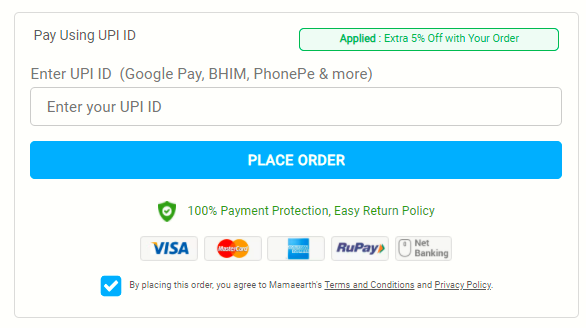 Pay Using UPI ID
Applied : Extra 5% Off with Your Order
Enter UPI ID (Google Pay, BHIM, PhonePe & more)
Enter your UPI ID
PLACE ORDER
100% Payment Protection, Easy Return Policy
VISA MasterCard AMERICAN EXPRESS RuPay Net
Banking
By placing this order, you agree to Mamaearth's Terms and Conditions and Privacy Policy.